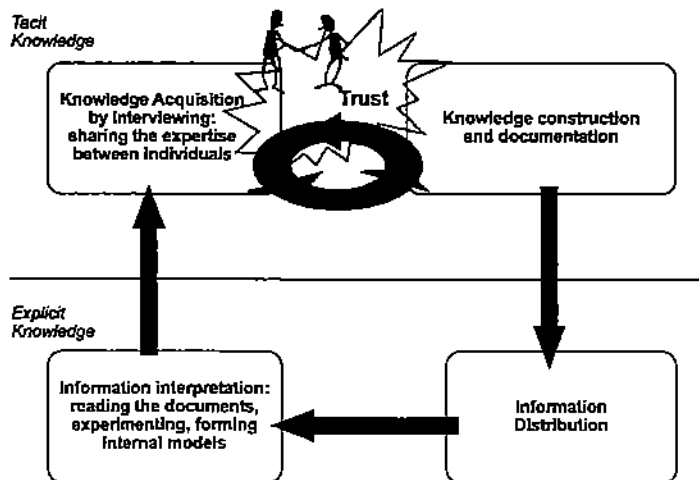 Tacit
Knowledge
Knowledge Acquisition
by Interviewing:
sharing the expertise
between individuals
Trust
Knowledge construction
and documentation
Explicit
Knowledge
Information interpretation:
reading the documents,
experimenting, forming
internal models
Information
Distribution